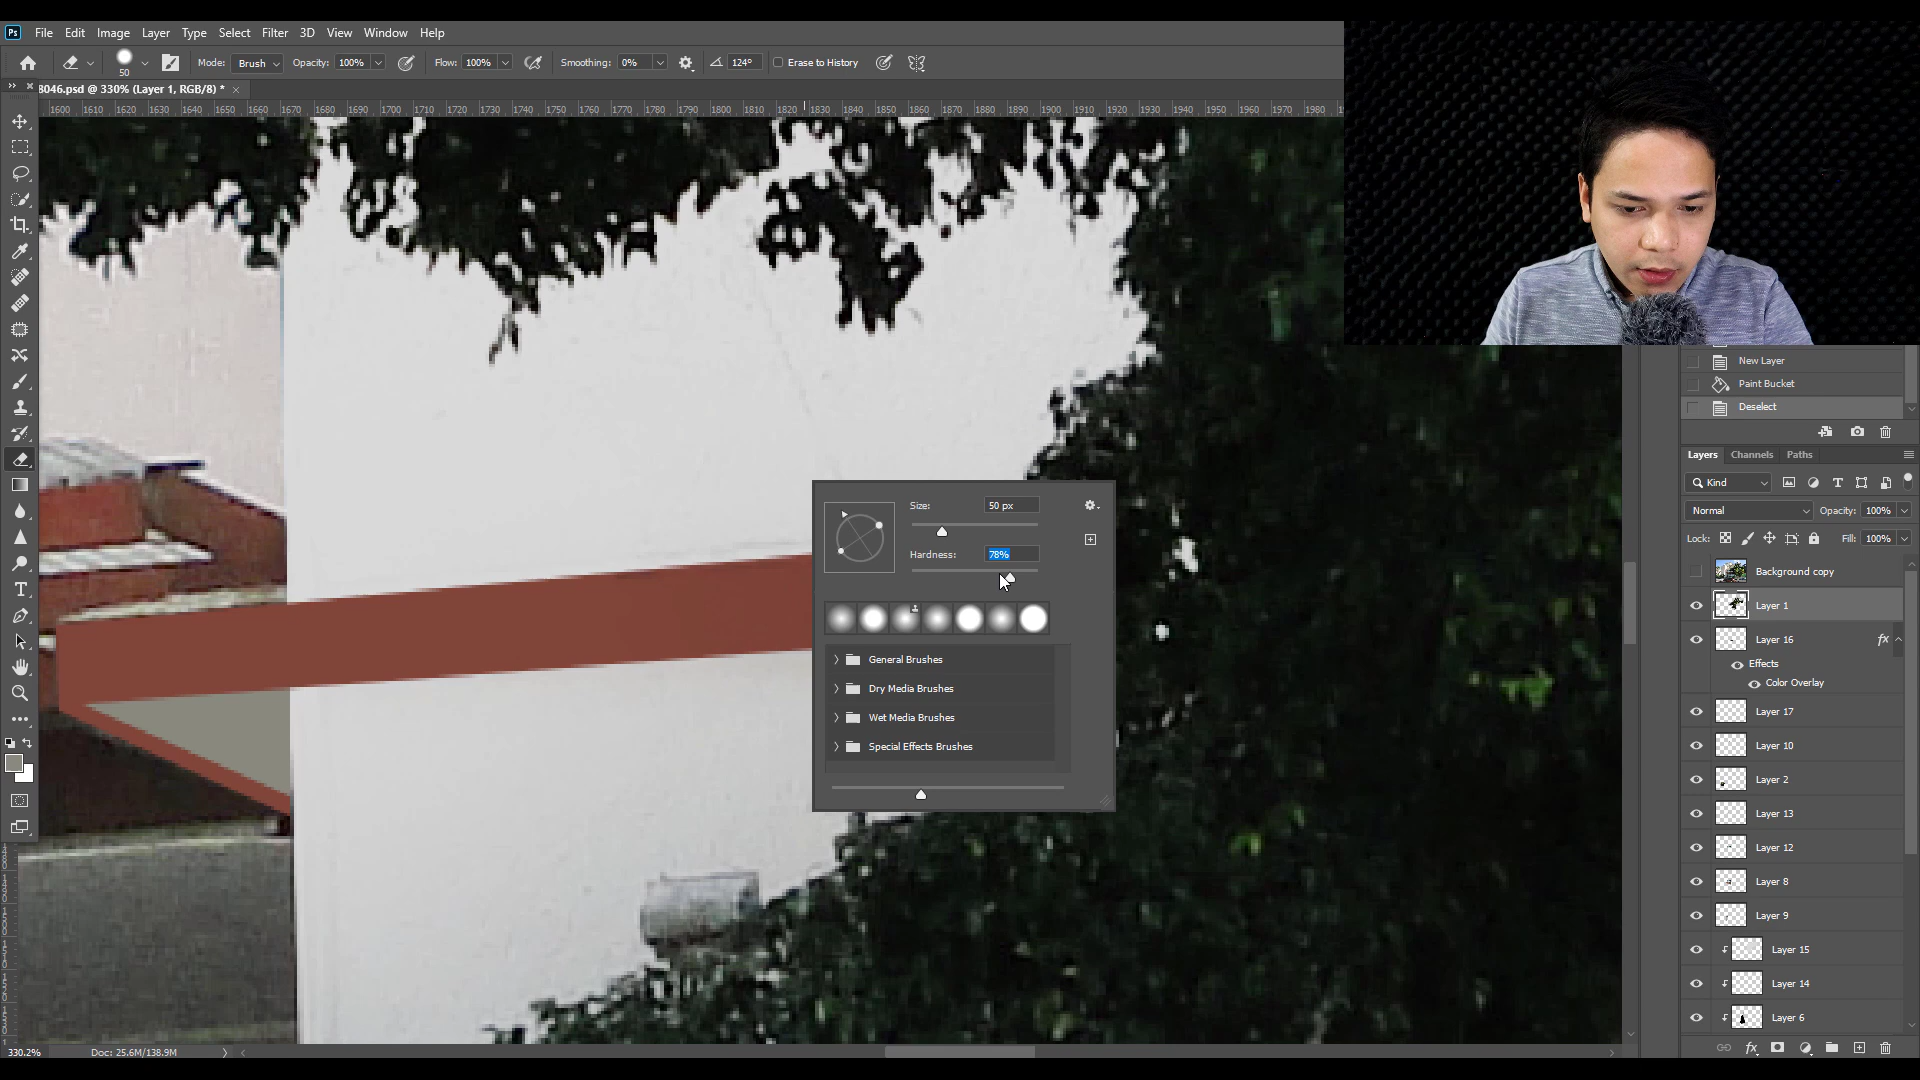 Ps File Edit Image Layer Type Select Filter 3D View Window Help
50 Mode: Brush Opacity: 100% Flow: 100% Smoothing: 0% 124° Erase to History
8046.psd @ 330% (Layer 1, RGB/8) *
1600 1610 1620 1630 1640 1650 1660 1670 1680 1690 1700 1710 1720 1730 1740 1750 1760 1770 1780 1790 1800 1810 1820 1830 1840 1850 1860 1870 1880 1890 1900 1910 1920 1930 1940 1950 1960 1970 1980
New Layer
Paint Bucket
Deselect
Layers Channels Paths
Kind
Normal Opacity: 100%
Lock: Fill: 100%
Background copy
Layer 1
Layer 16 fx
Effects
Color Overlay
Layer 17
Layer 10
Layer 2
Layer 13
Layer 12
Layer 8
Layer 9
Layer 15
Layer 14
Layer 6
fx
Size: 50 px
Hardness: 78%
General Brushes
Dry Media Brushes
Wet Media Brushes
Special Effects Brushes
330.2% Doc: 25.6M/138.9M